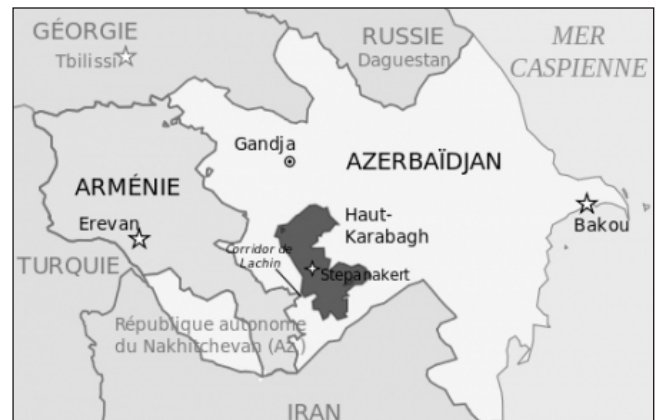 GÉORGIE
Tbilissi
RUSSIE
Daguestan
MER
CASPIENNE
Gandja
AZERBAÏDJAN
ARMÉNIE
Erevan
Haut-
Karabagh
Bakou
Corridor de
Lachin
Stepanakert
TURQUIE
République autonome
du Nakhitchevan (Az.)
IRAN